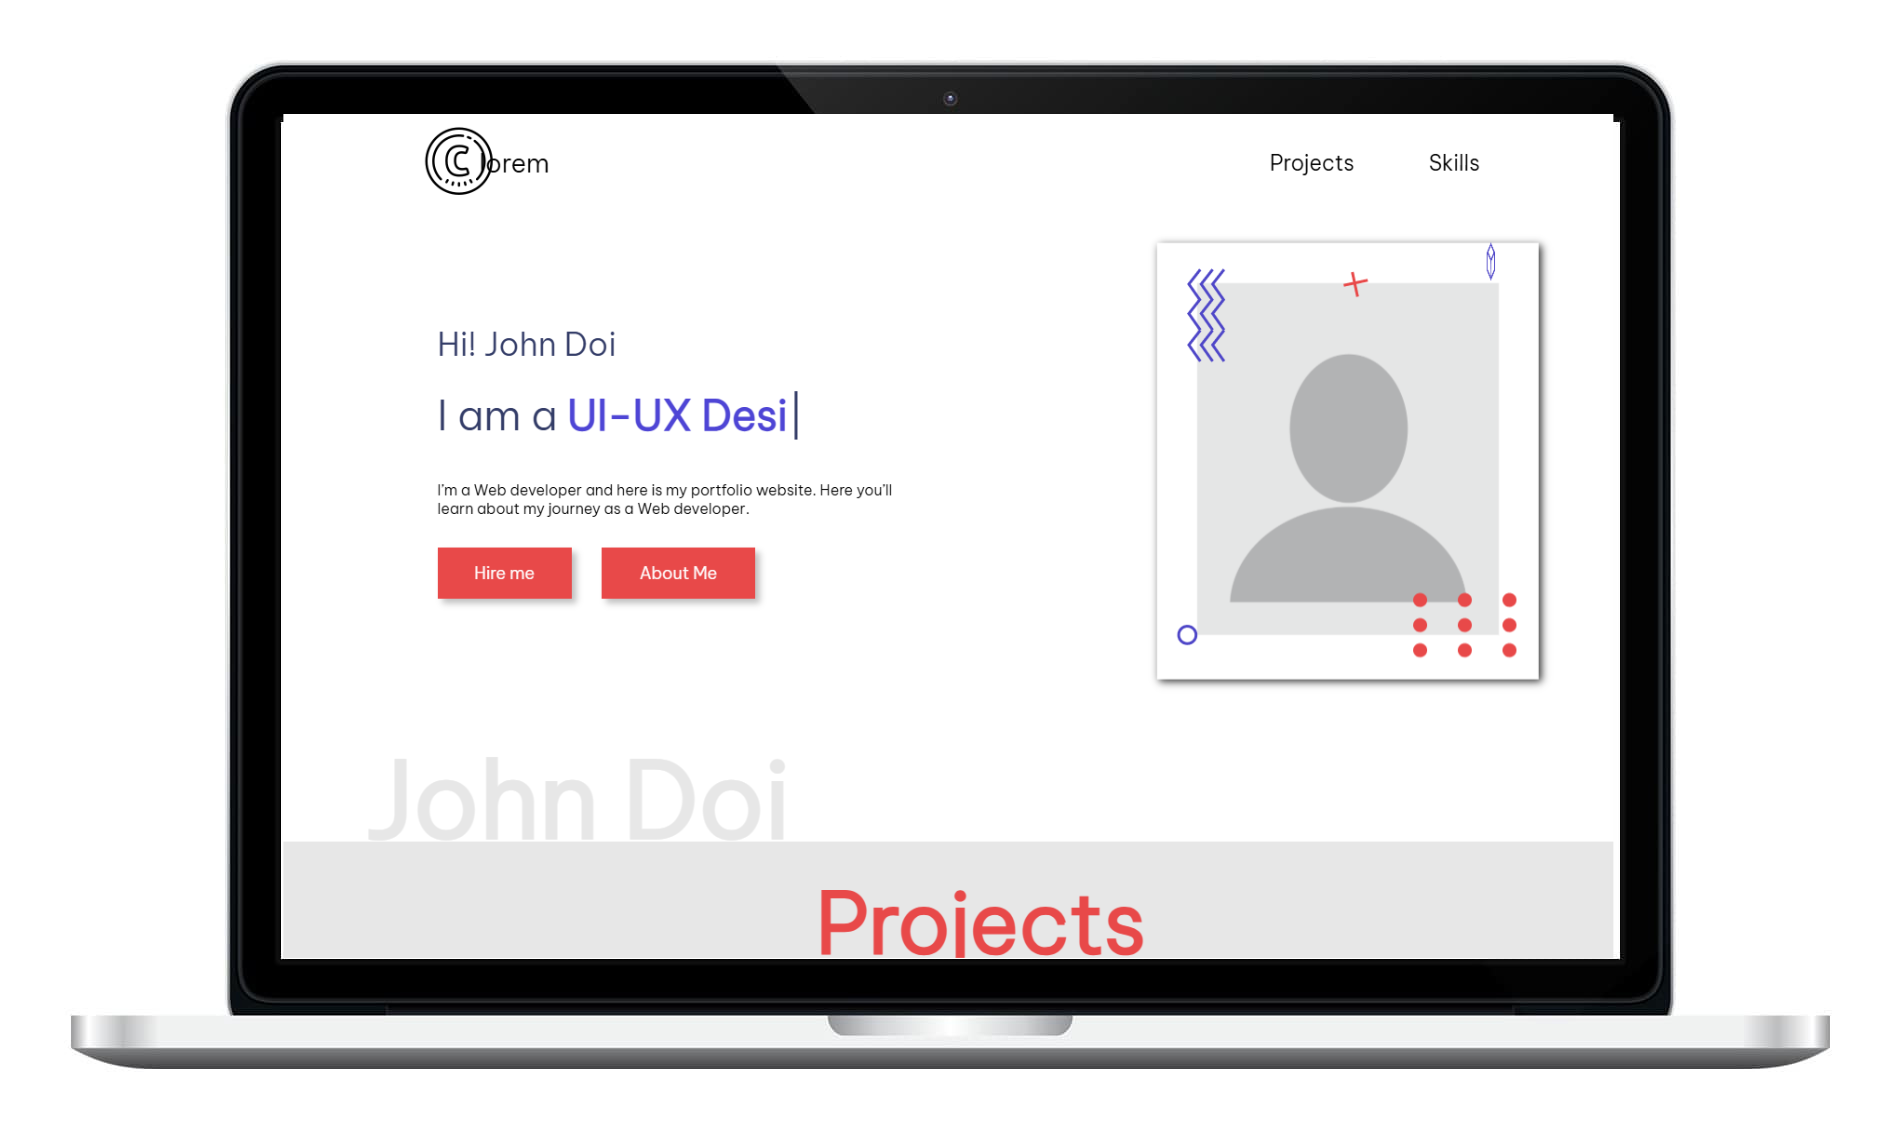 C lorem
Projects Skills
Hi! John Doi
I am a UI-UX Desi
I'm a Web developer and here is my portfolio website. Here you'll
learn about my journey as a Web developer.
Hire me About Me
John Doi
Projects